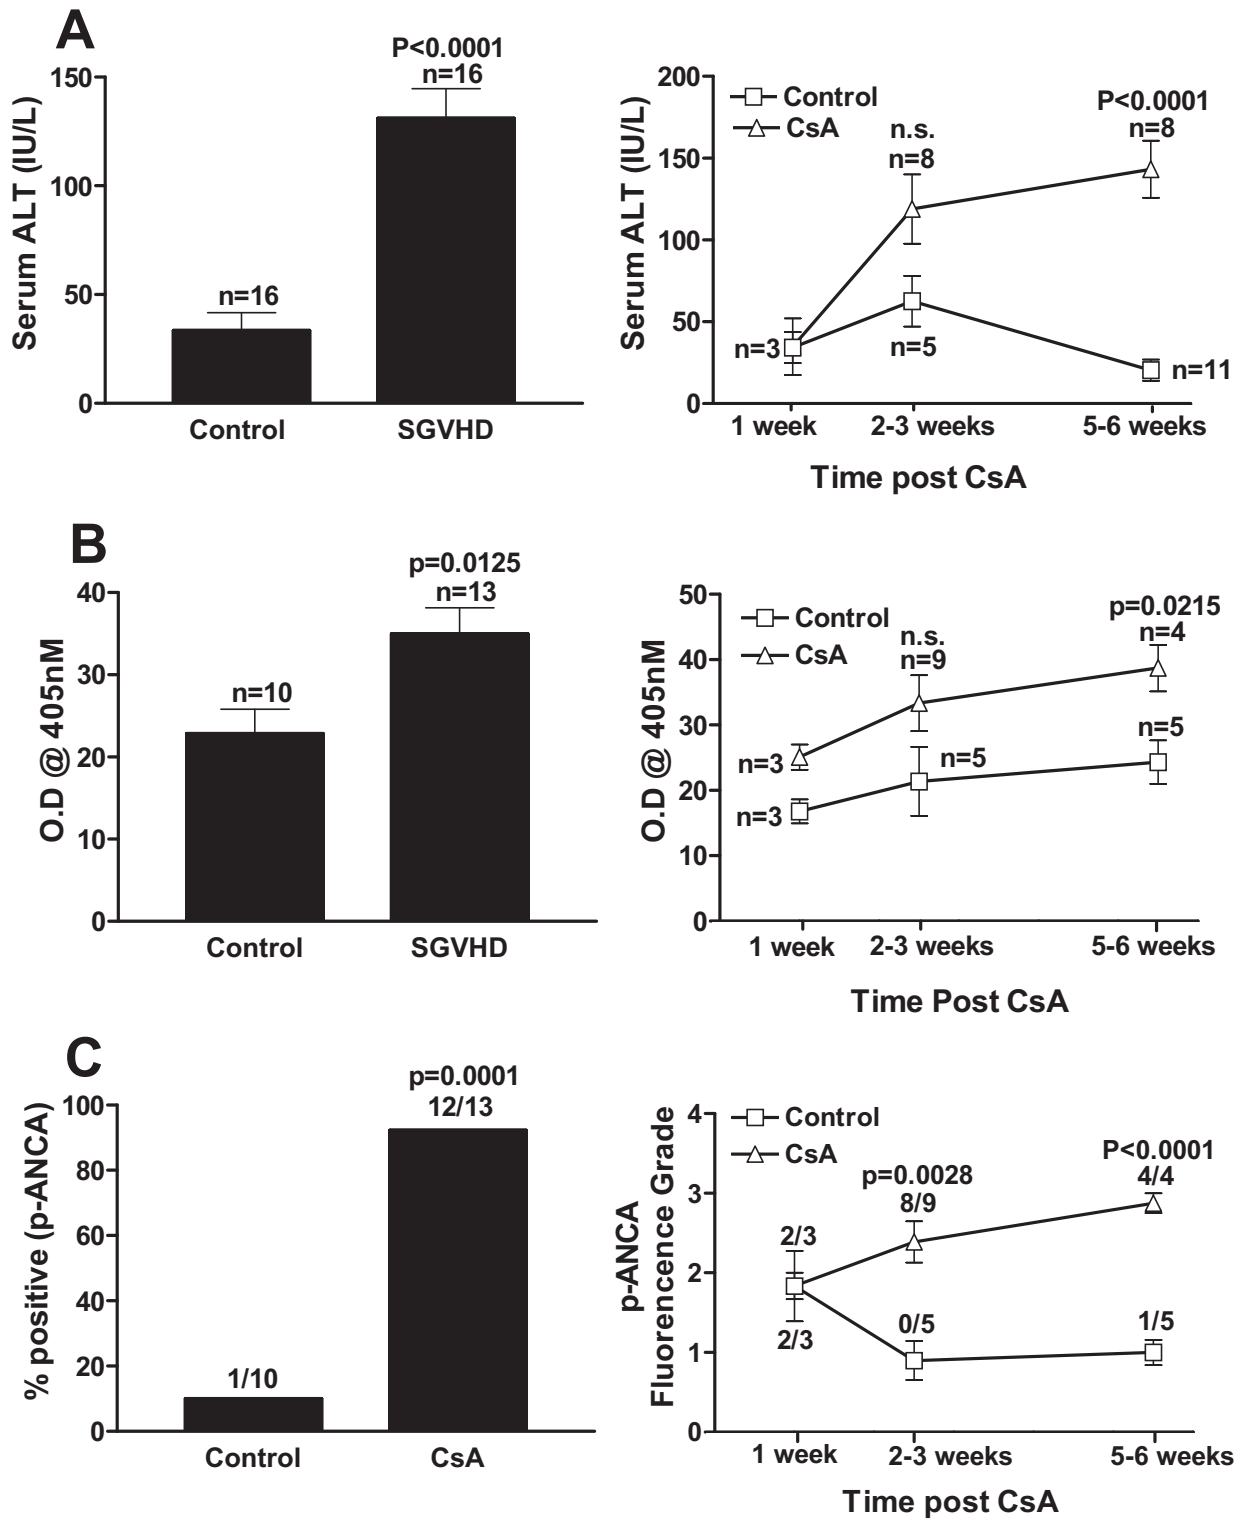 A
P<0.0001
n=16
n=16
150
100
50
0
Serum ALT (IU/L)
Control
SGVHD
200
150
100
50
0
Serum ALT (IU/L)
Control
CsA
n.s.
n=8
P<0.0001
n=8
n=3
n=5
n=11
1 week
2-3 weeks
5-6 weeks
Time post CsA
B
p=0.0125
n=13
n=10
40
30
20
10
0
O.D @ 405nM
Control
SGVHD
50
40
30
20
10
0
O.D @ 405nM
Control
CsA
n.s.
n=9
p=0.0215
n=4
n=3
n=5
n=5
n=3
1 week
2-3 weeks
5-6 weeks
Time Post CsA
C
p=0.0001
12/13
1/10
100
80
60
40
20
0
% positive (p-ANCA)
Control
CsA
4
3
2
1
0
p-ANCA
Fluorencence Grade
Control
CsA
p=0.0028
8/9
P<0.0001
4/4
2/3
2/3
0/5
1/5
1 week
2-3 weeks
5-6 weeks
Time post CsA